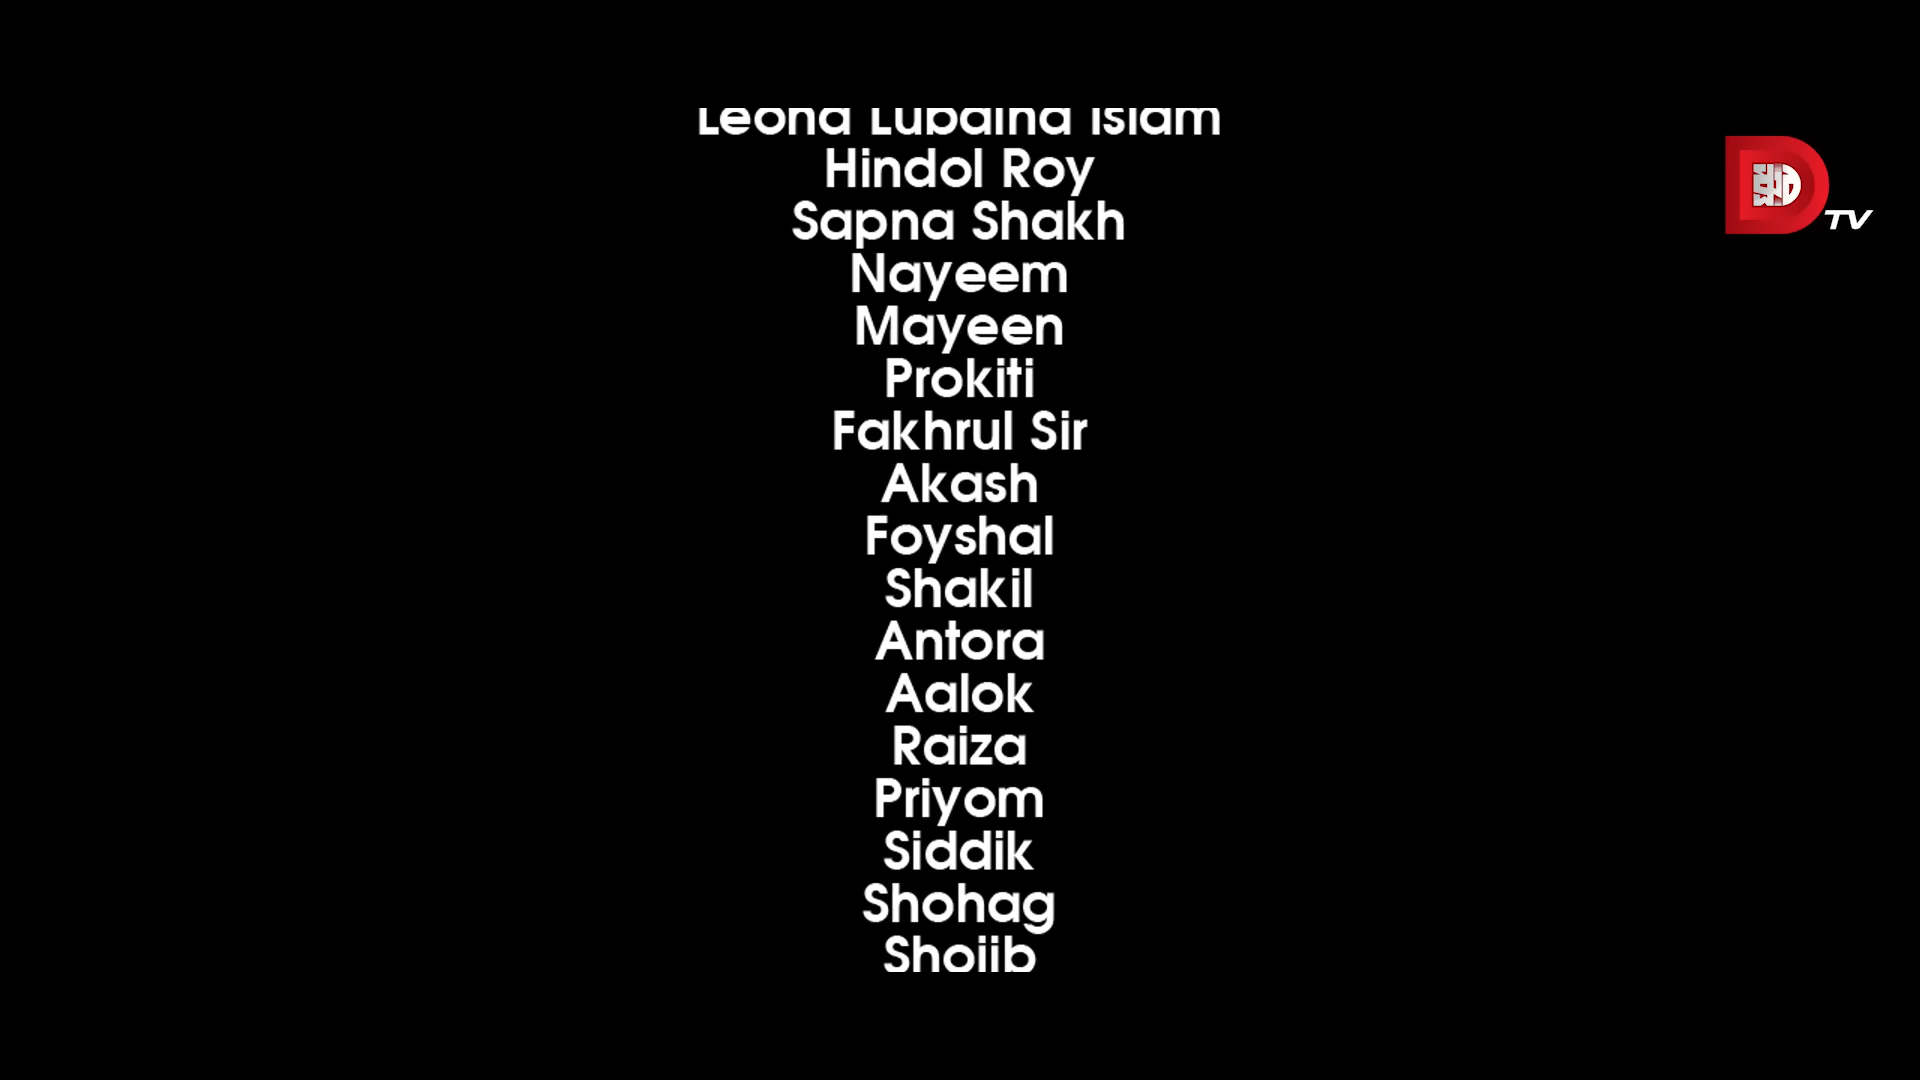 Leona Lubaina Islam
Hindol Roy
Sapna Shakh
Nayeem
Mayeen
Prokiti
Fakhrul Sir
Akash
Foyshal
Shakil
Antora
Aalok
Raiza
Priyom
Siddik
Shohag
TV